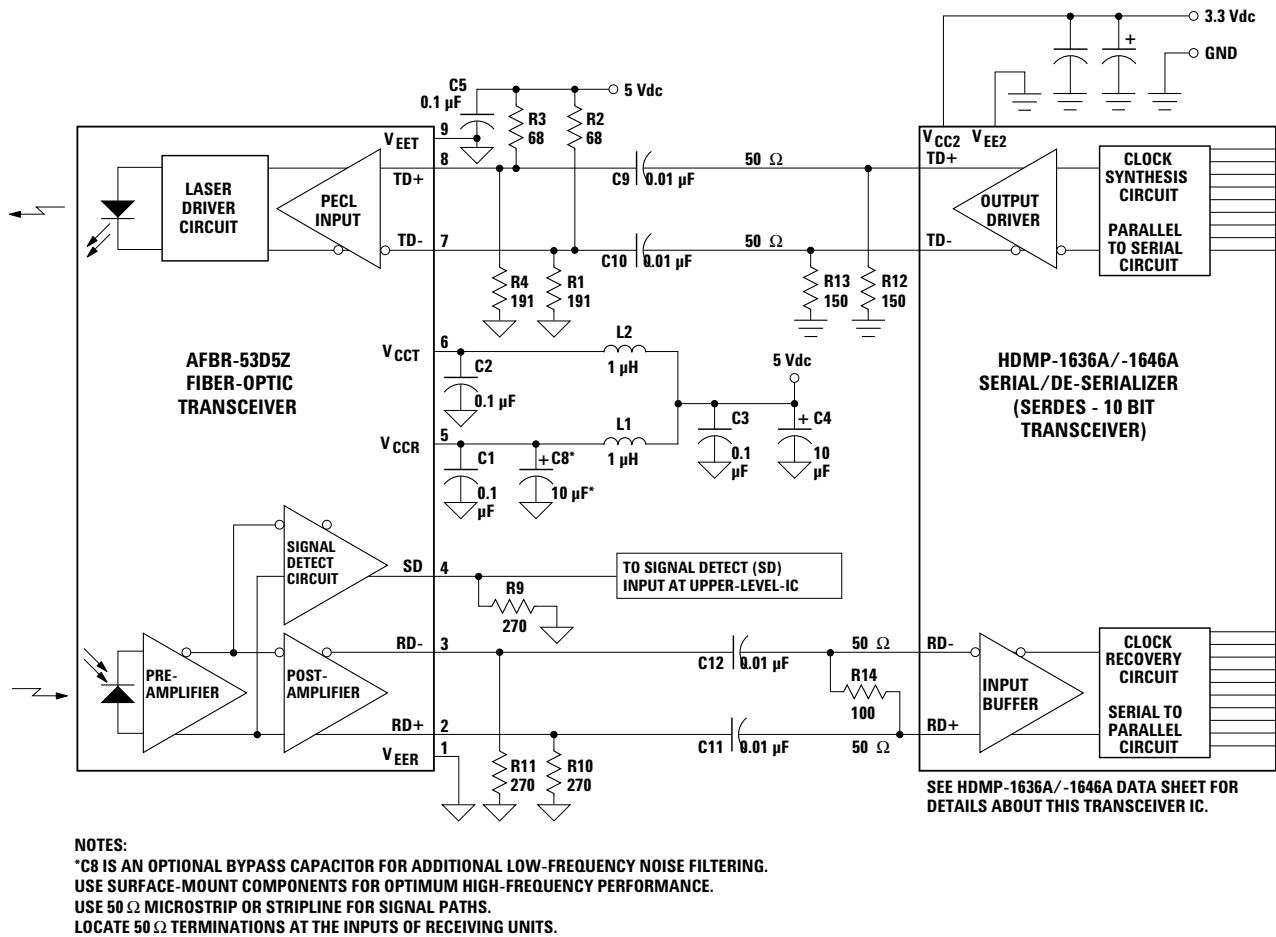 3.3 Vdc
GND
+
C5
0.1 µF
5 Vdc
R3
68
R2
68
9
VEET
VCC2
VEE2
8
TD+
C9
0.01 µF
50 Ω
TD+
LASER
DRIVER
CIRCUIT
PECL
INPUT
OUTPUT
DRIVER
CLOCK
SYNTHESIS
CIRCUIT
PARALLEL
TO SERIAL
CIRCUIT
7
TD-
C10
0.01 µF
50 Ω
TD-
R4
191
R1
191
R13
150
R12
150
AFBR-53D5Z
FIBER-OPTIC
TRANSCEIVER
VCCT
6
C2
0.1 µF
L2
1 µH
5 Vdc
HDMP-1636A/-1646A
SERIAL/DE-SERIALIZER
(SERDES - 10 BIT
TRANSCEIVER)
VCCR
5
C1
0.1
µF
+ C8*
10 µF*
L1
1 µH
C3
0.1
µF
+ C4
10
µF
SIGNAL
DETECT
CIRCUIT
SD
4
R9
270
TO SIGNAL DETECT (SD)
INPUT AT UPPER-LEVEL-IC
PRE-
AMPLIFIER
POST-
AMPLIFIER
RD-
3
C12
0.01 µF
50 Ω
RD-
R14
100
INPUT
BUFFER
CLOCK
RECOVERY
CIRCUIT
SERIAL TO
PARALLEL
CIRCUIT
RD+
2
C11
0.01 µF
50 Ω
RD+
VEER
1
R11
270
R10
270
SEE HDMP-1636A/-1646A DATA SHEET FOR
DETAILS ABOUT THIS TRANSCEIVER IC.
NOTES:
*C8 IS AN OPTIONAL BYPASS CAPACITOR FOR ADDITIONAL LOW-FREQUENCY NOISE FILTERING.
USE SURFACE-MOUNT COMPONENTS FOR OPTIMUM HIGH-FREQUENCY PERFORMANCE.
USE 50 Ω MICROSTRIP OR STRIPLINE FOR SIGNAL PATHS.
LOCATE 50 Ω TERMINATIONS AT THE INPUTS OF RECEIVING UNITS.